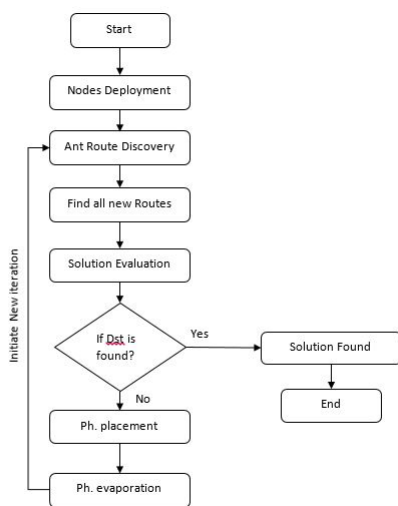 Start
Nodes Deployment
Ant Route Discovery
Find all new Routes
Solution Evaluation
If Dst is
found?
Yes
Solution Found
End
No
Ph. placement
Ph. evaporation
Initiate New iteration